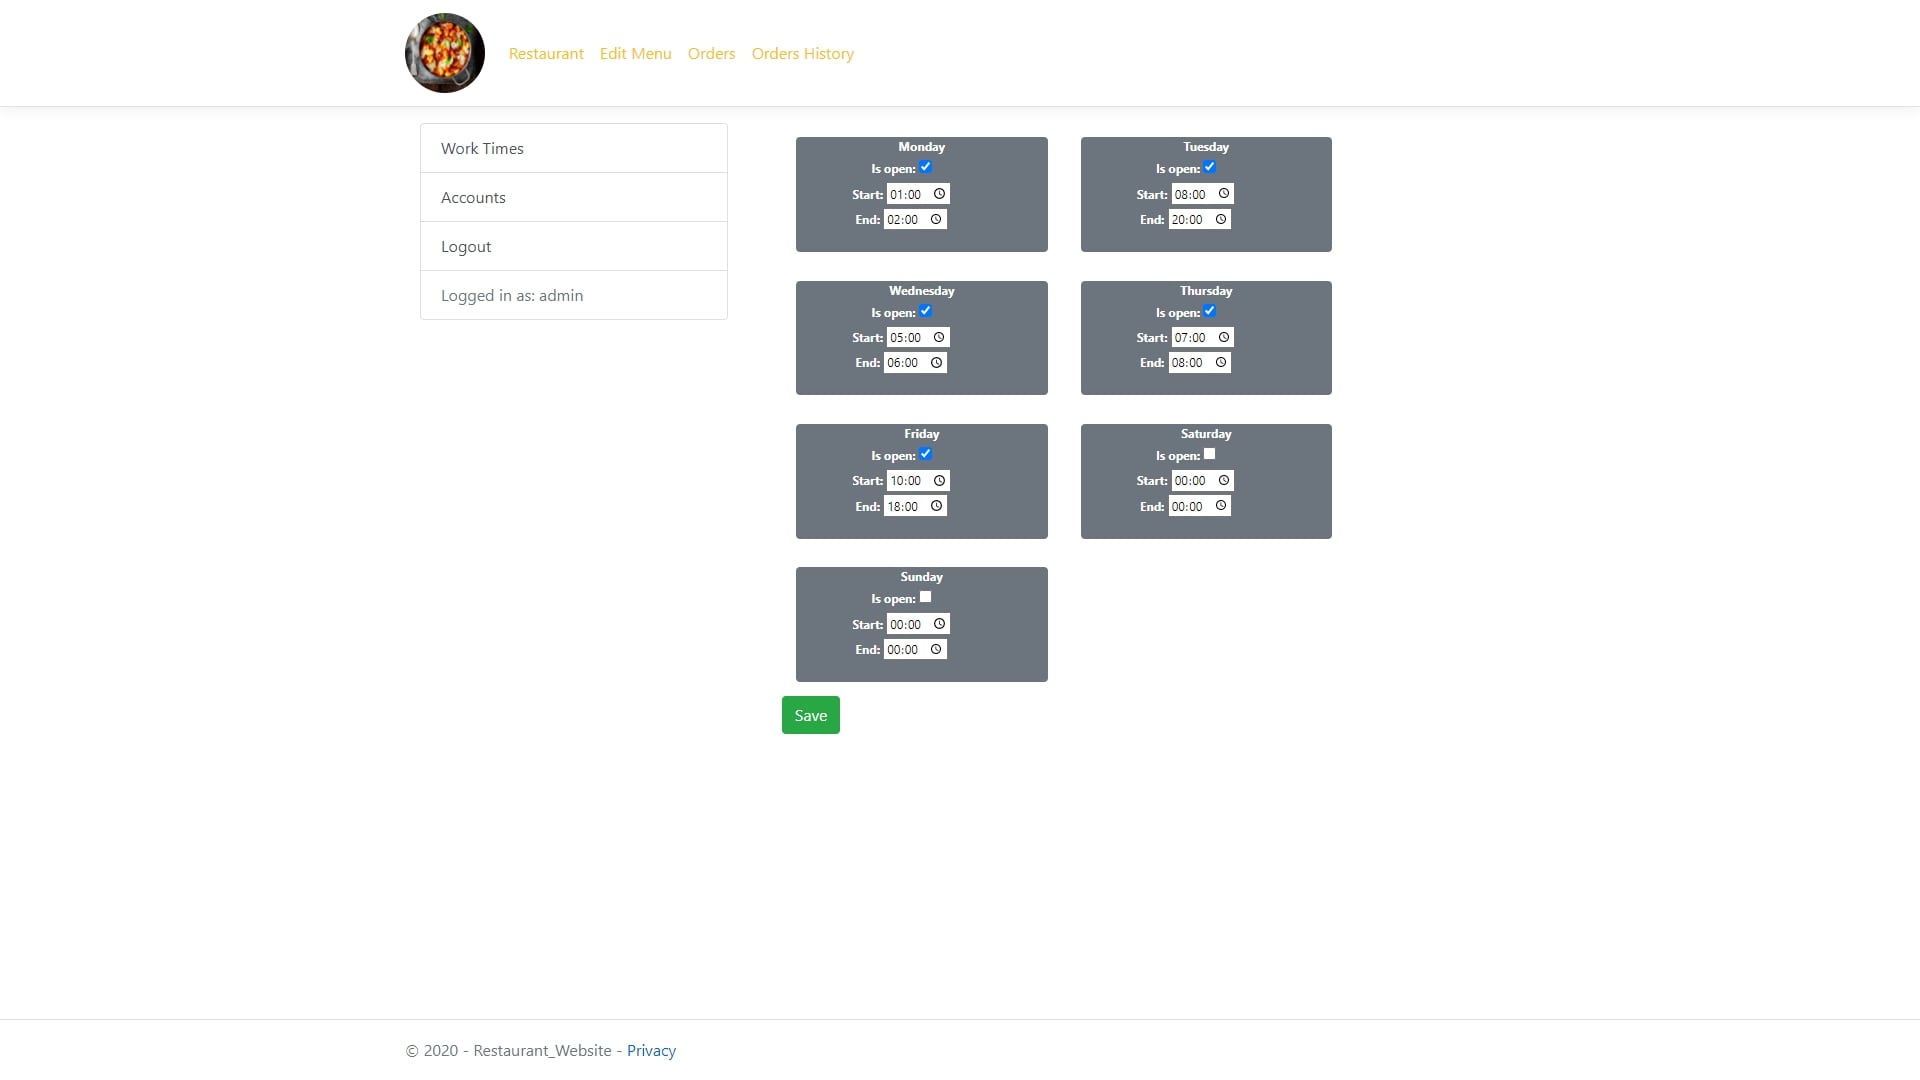 Restaurant Edit Menu Orders Orders History
Work Times
Accounts
Logout
Logged in as: admin
Monday
Is open:
Start: 01:00
End: 02:00
Tuesday
Is open:
Start: 08:00
End: 20:00
Wednesday
Is open:
Start: 05:00
End: 06:00
Thursday
Is open:
Start: 07:00
End: 08:00
Friday
Is open:
Start: 10:00
End: 18:00
Saturday
Is open:
Start: 00:00
End: 00:00
Sunday
Is open:
Start: 00:00
End: 00:00
Save
© 2020 - Restaurant_Website - Privacy